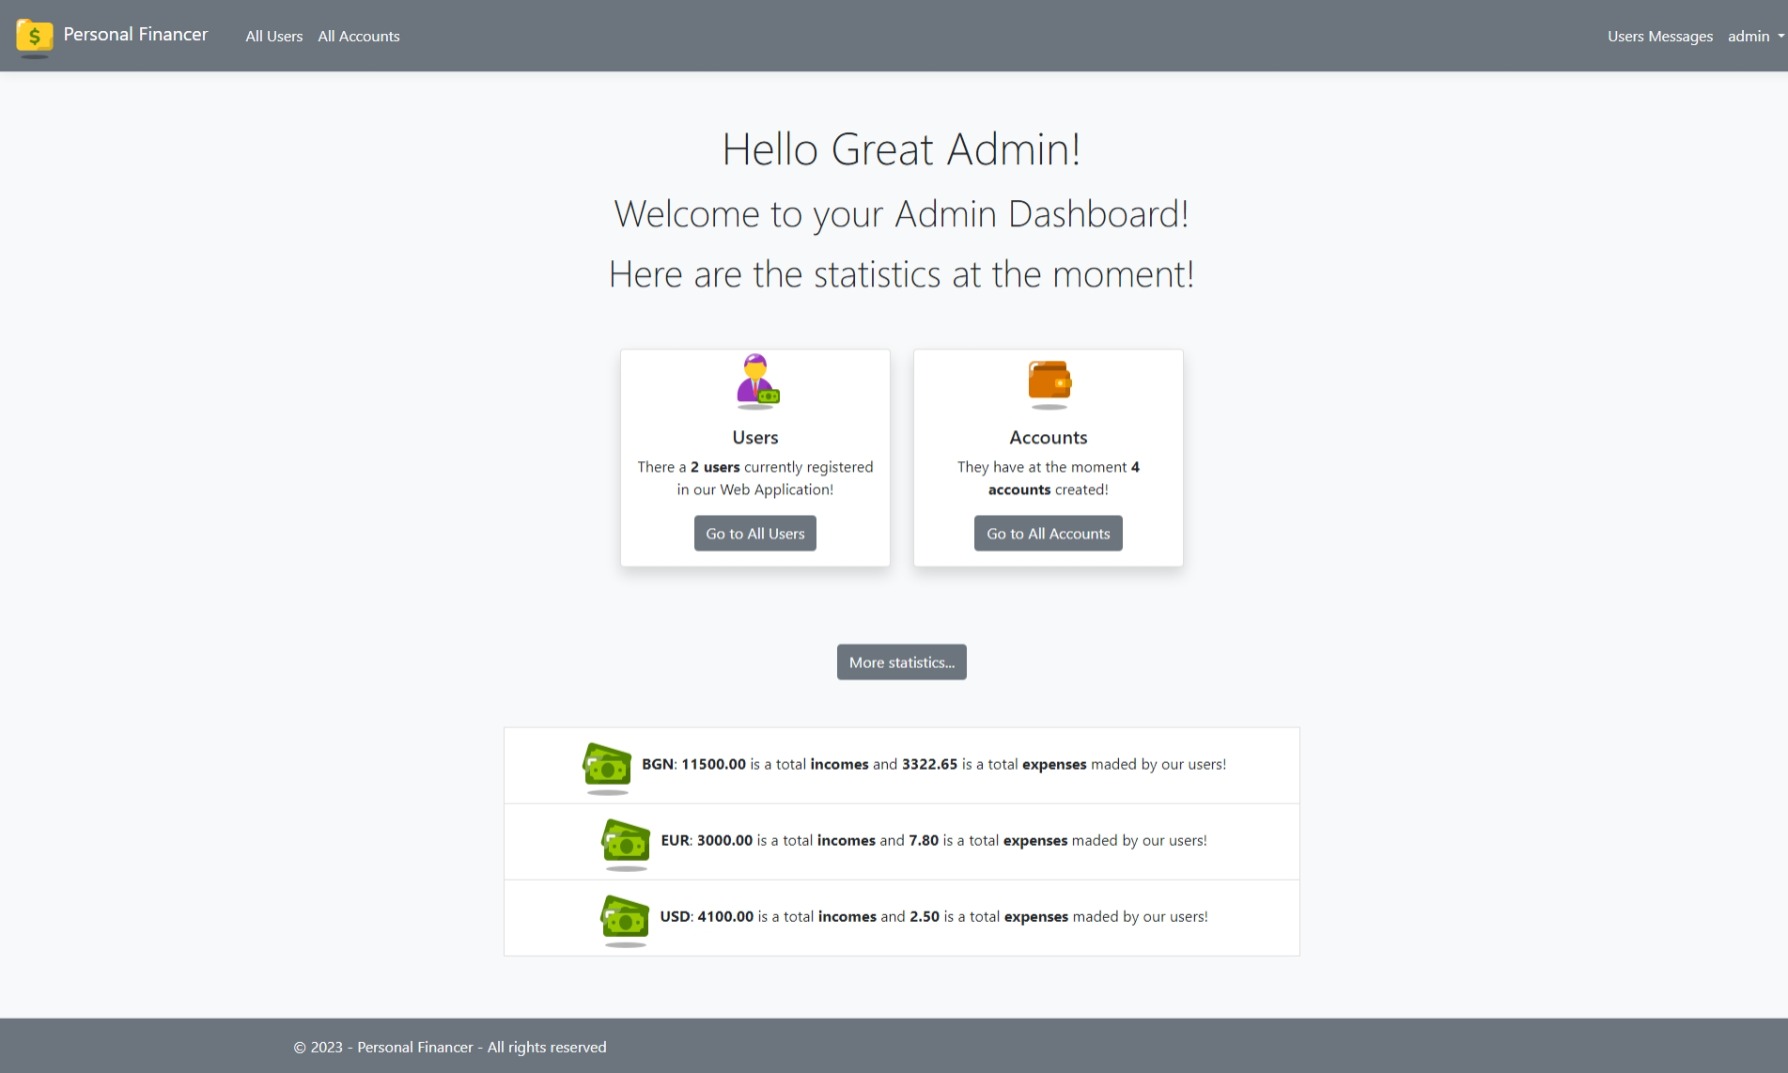 Personal Financer
All Users
All Accounts
Users Messages
admin
Hello Great Admin!
Welcome to your Admin Dashboard!
Here are the statistics at the moment!
Users
There a 2 users currently registered
in our Web Application!
Go to All Users
Accounts
They have at the moment 4
accounts created!
Go to All Accounts
More statistics...
BGN: 11500.00 is a total incomes and 3322.65 is a total expenses maded by our users!
EUR: 3000.00 is a total incomes and 7.80 is a total expenses maded by our users!
USD: 4100.00 is a total incomes and 2.50 is a total expenses maded by our users!
© 2023 - Personal Financer - All rights reserved